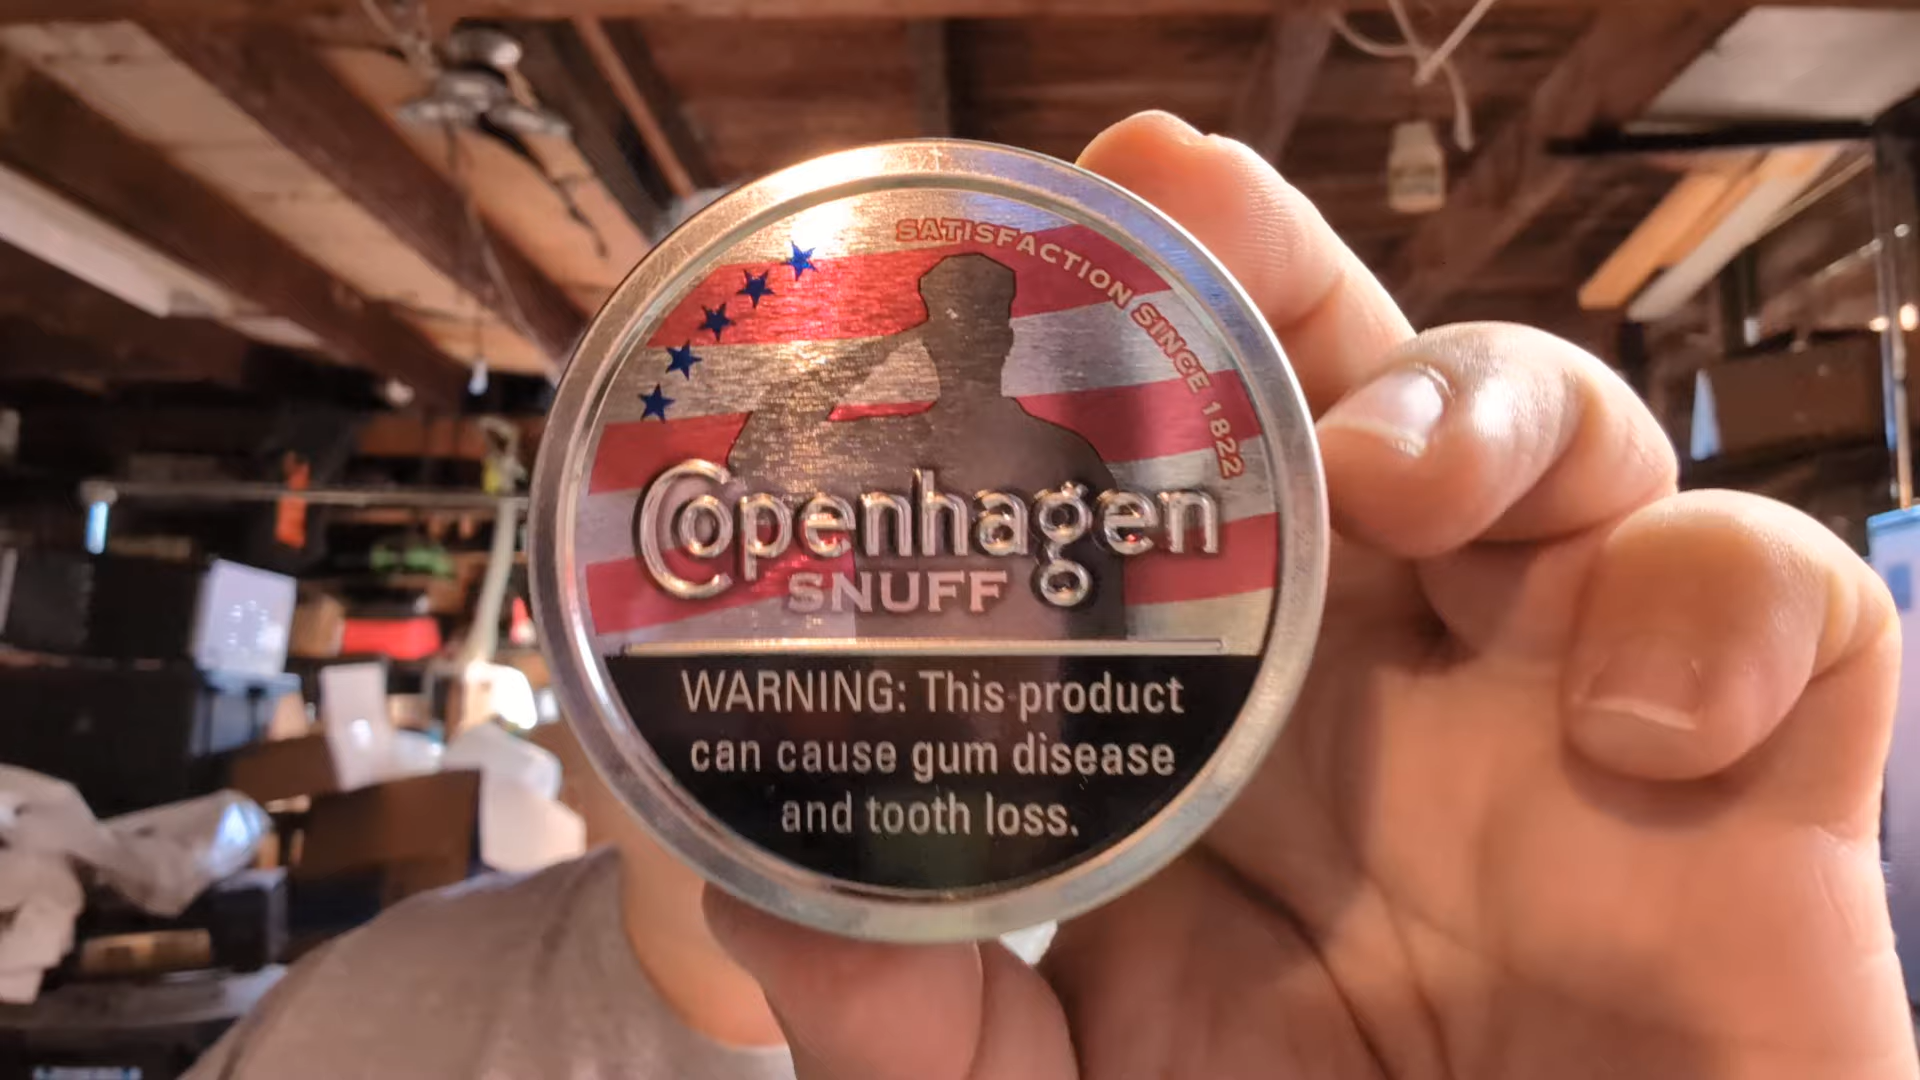 SATISFACTION SINCE 1822
Copenhagen
SNUFF
WARNING: This product
can cause gum disease
and tooth loss.